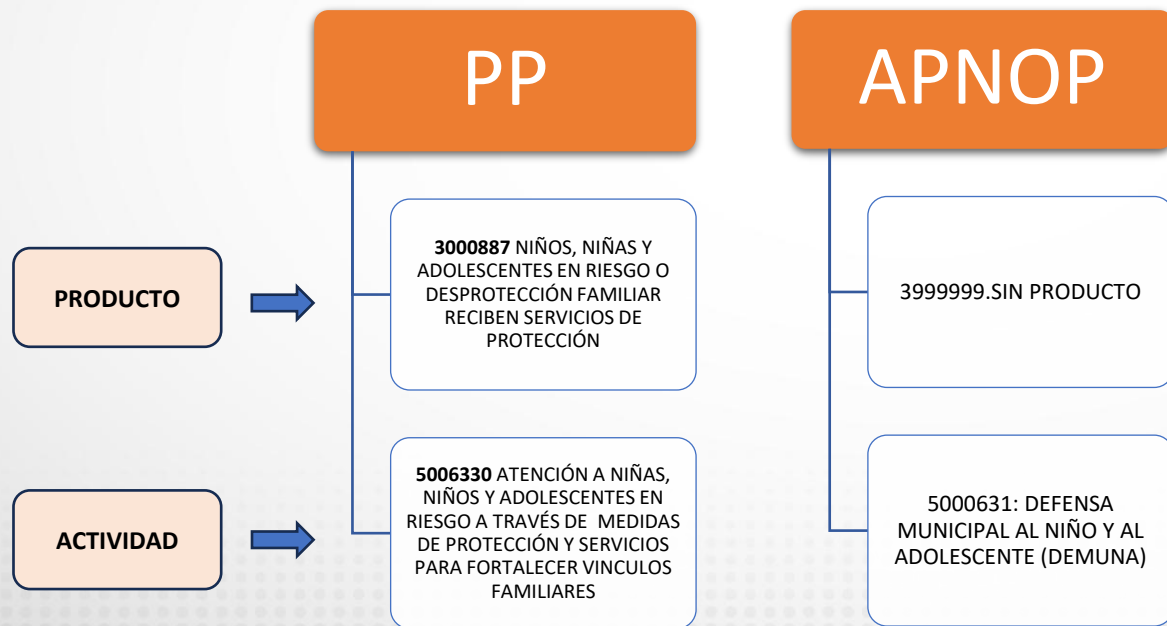 PP
APNOP
PRODUCTO
3000887 NIÑOS, NIÑAS Y
ADOLESCENTES EN RIESGO O
DESPROTECCIÓN FAMILIAR
RECIBEN SERVICIOS DE
PROTECCIÓN
3999999.SIN PRODUCTO
ACTIVIDAD
5006330 ATENCIÓN A NIÑAS,
NIÑOS Y ADOLESCENTES EN
RIESGO A TRAVÉS DE MEDIDAS
DE PROTECCIÓN Y SERVICIOS
PARA FORTALECER VINCULOS
FAMILIARES
5000631: DEFENSA
MUNICIPAL AL NIÑO Y AL
ADOLESCENTE (DEMUNA)